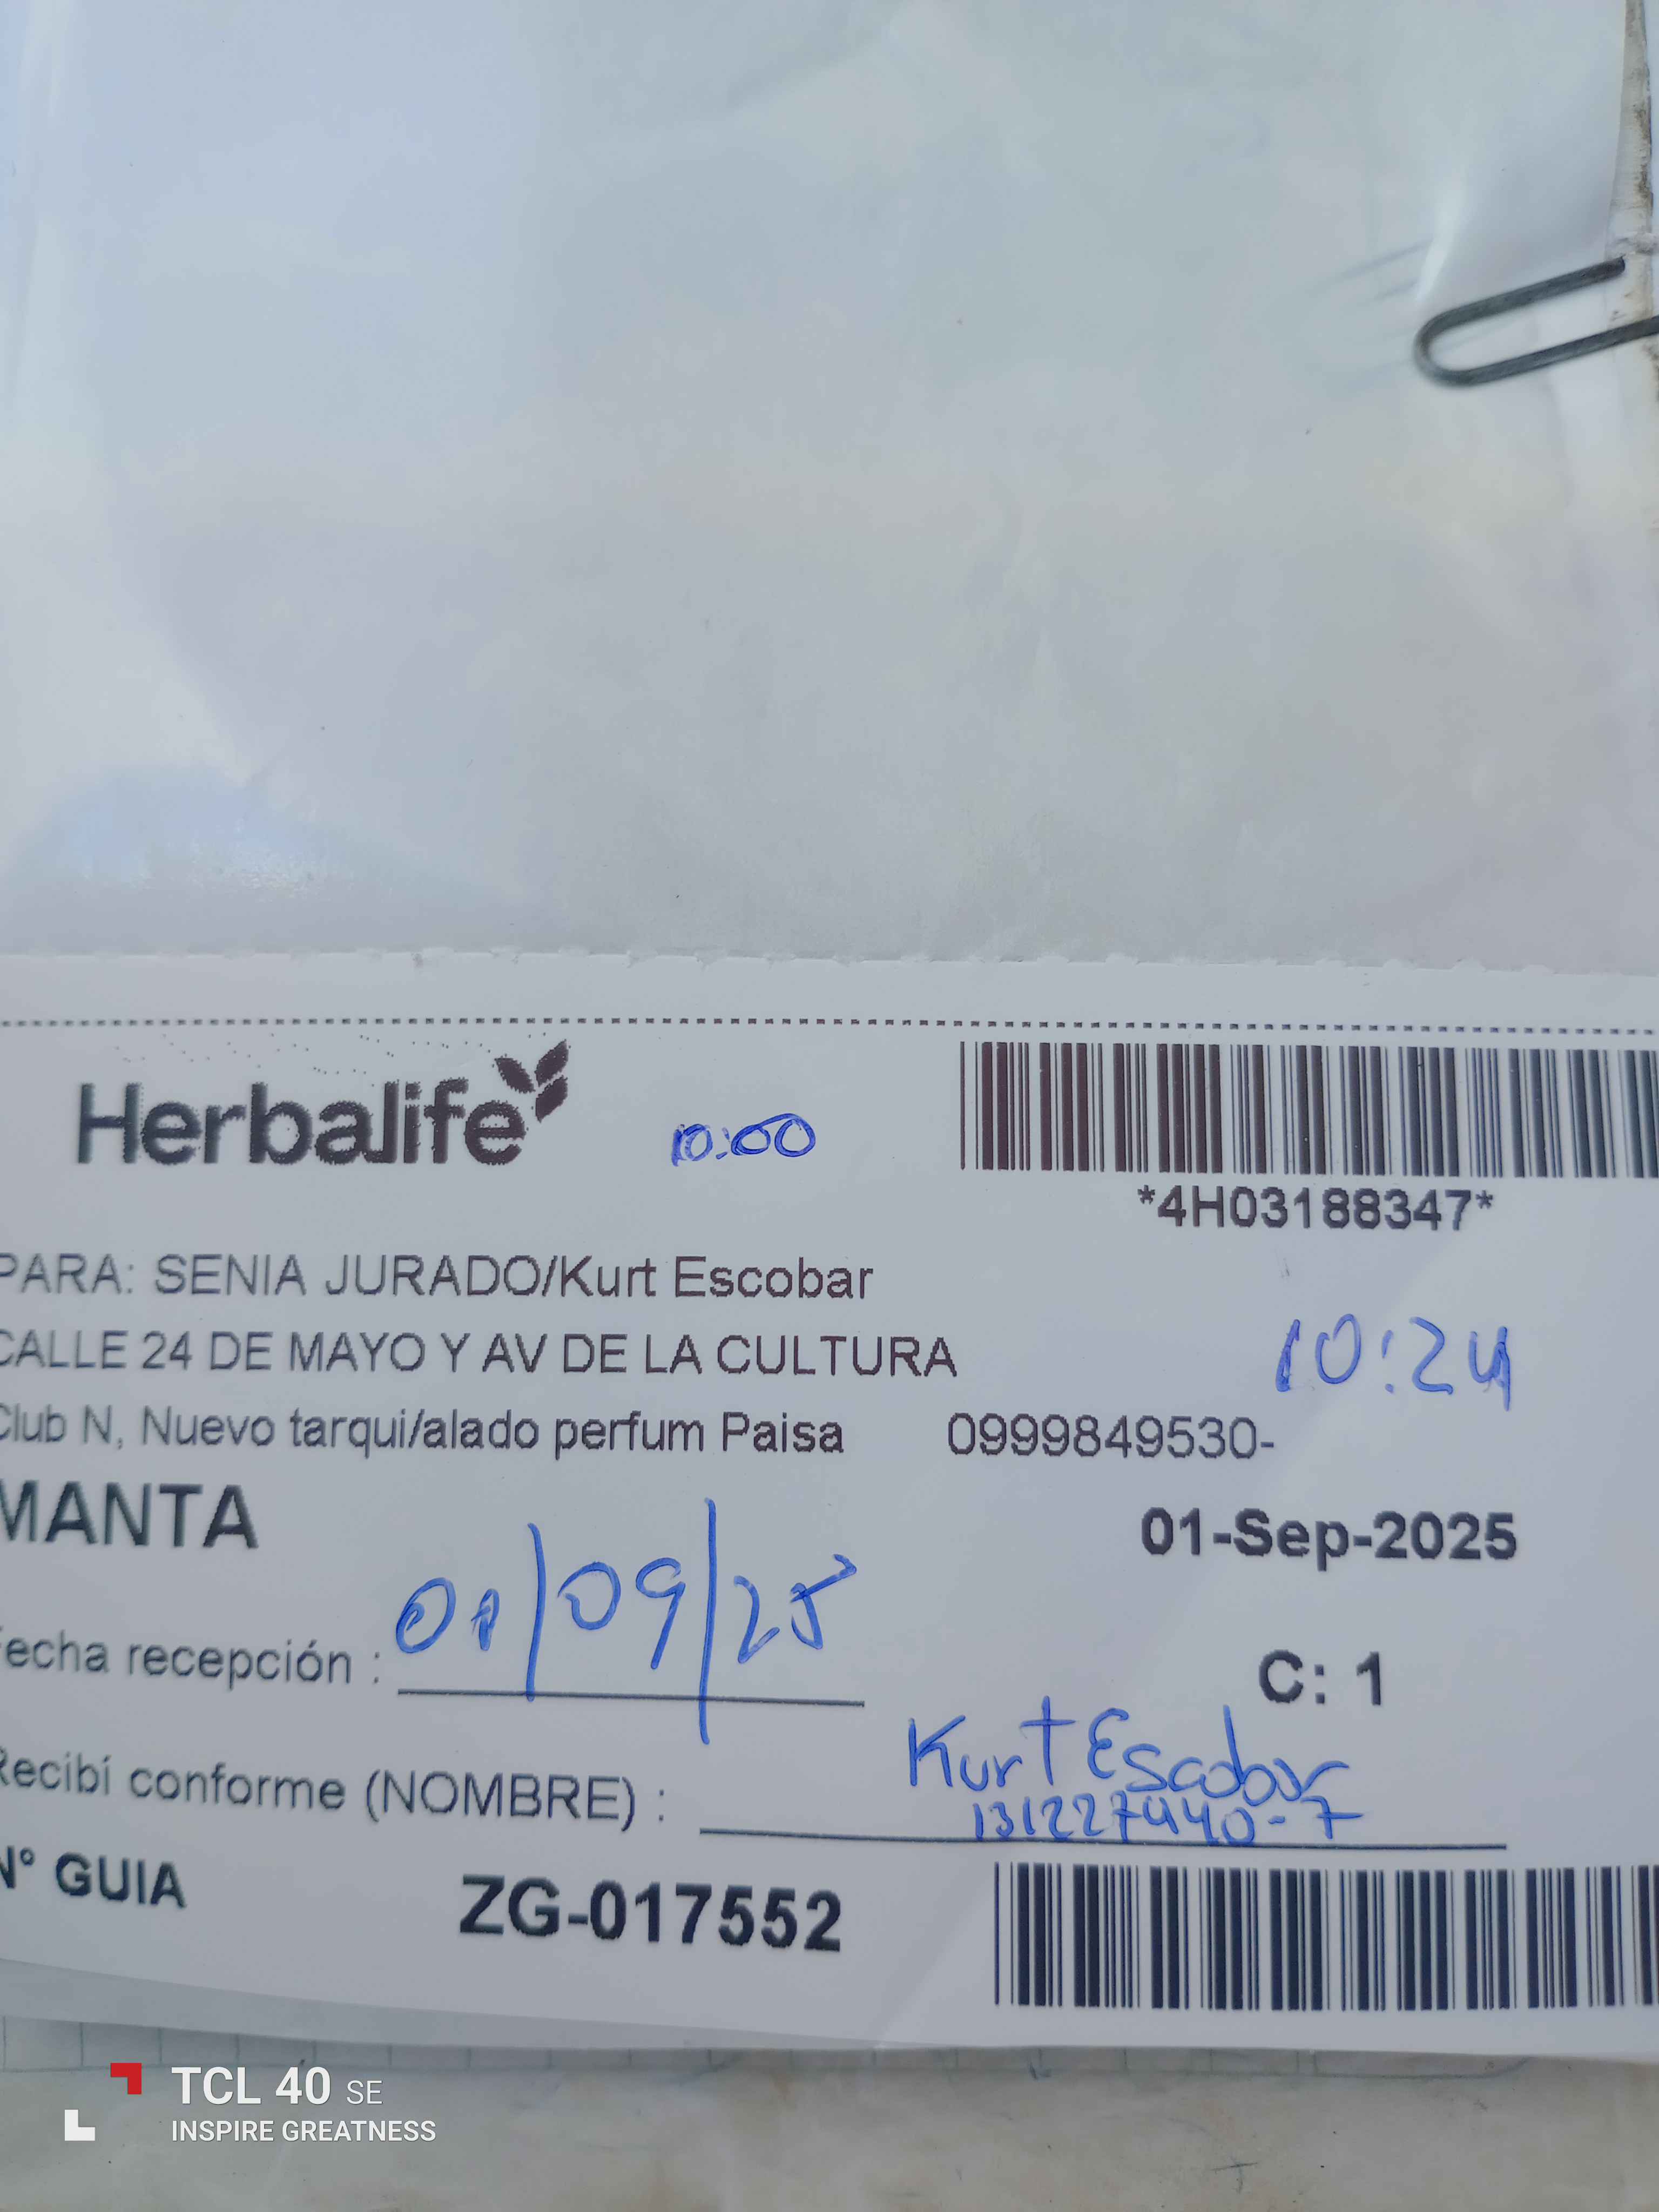 Herbalife
10:00
*4H03188347*
PARA: SENIA JURADO/Kurt Escobar
CALLE 24 DE MAYO Y AV DE LA CULTURA
10:24
Club N, Nuevo tarqui/alado perfum Paisa 0999849530-
MANTA
01-Sep-2025
Fecha recepción : 01/09/25
C: 1
Recibí conforme (NOMBRE) : Kurt Escobar
131227440-7
N° GUIA ZG-017552
TCL 40 SE
INSPIRE GREATNESS